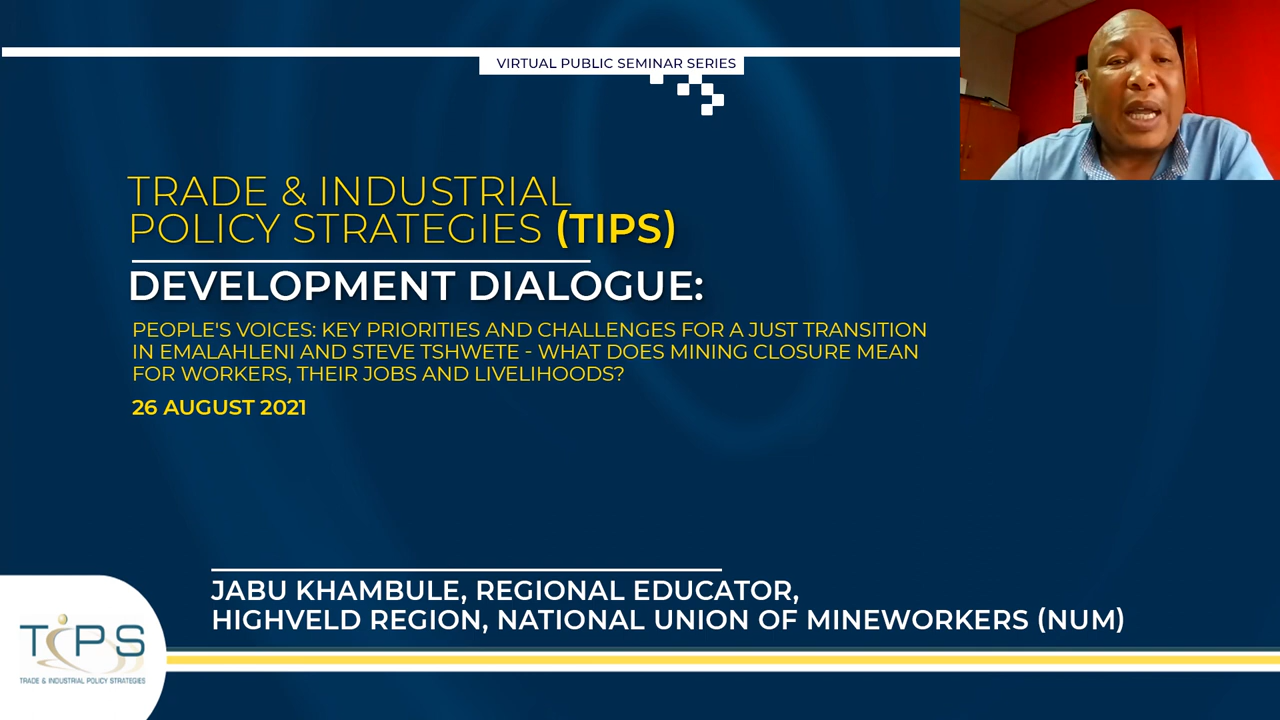 VIRTUAL PUBLIC SEMINAR SERIES
TRADE & INDUSTRIAL
POLICY STRATEGIES (TIPS)
DEVELOPMENT DIALOGUE:
PEOPLE'S VOICES: KEY PRIORITIES AND CHALLENGES FOR A JUST TRANSITION
IN EMALAHLENI AND STEVE TSHWETE - WHAT DOES MINING CLOSURE MEAN
FOR WORKERS, THEIR JOBS AND LIVELIHOODS?
26 AUGUST 2021
JABU KHAMBULE, REGIONAL EDUCATOR,
HIGHVELD REGION, NATIONAL UNION OF MINEWORKERS (NUM)
TIPS
TRADE & INDUSTRIAL POLICY STRATEGIES